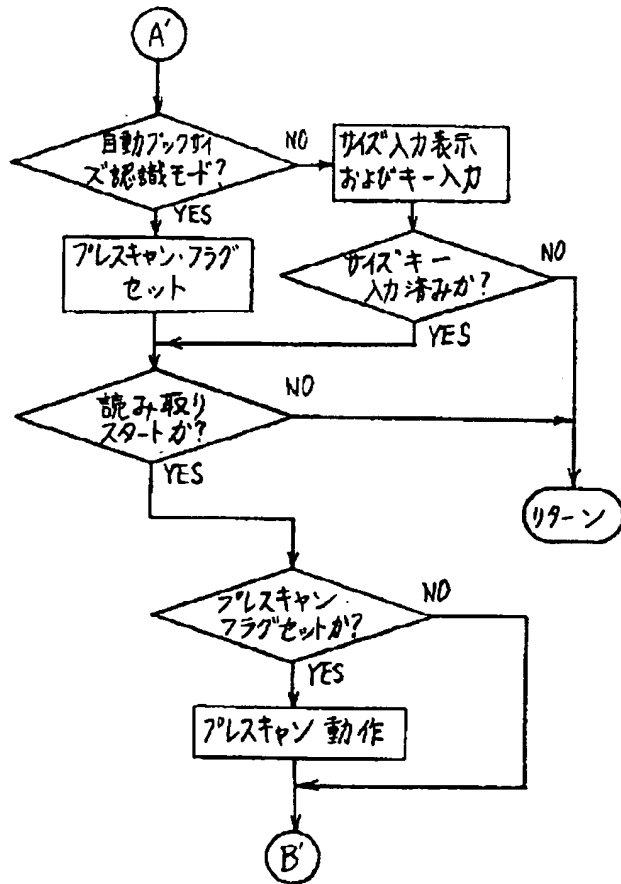 A'
自動ブックサイ
ズ認識モード?
NO
YES
サイズ入力表示
およびキー入力
プレスキャン・フラグ
セット
サイズキー
入力済みか?
NO
YES
読み取り
スタートか?
NO
YES
リターン
プレスキャン
フラグセットか?
NO
YES
プレスキャン動作
B'